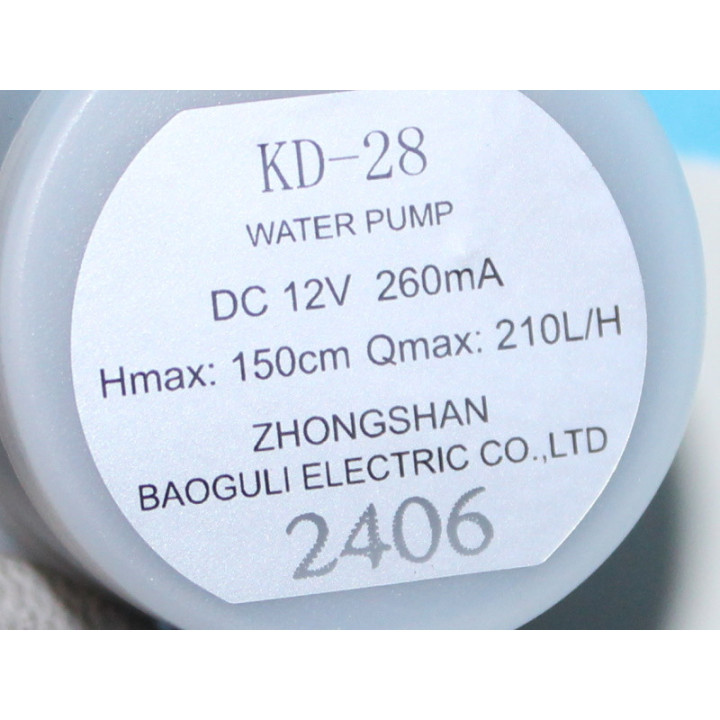 KD-28
WATER PUMP
DC 12V 260mA
Hmax: 150cm Qmax: 210L/H
ZHONGSHAN
BAOGULI ELECTRIC CO.,LTD
2406